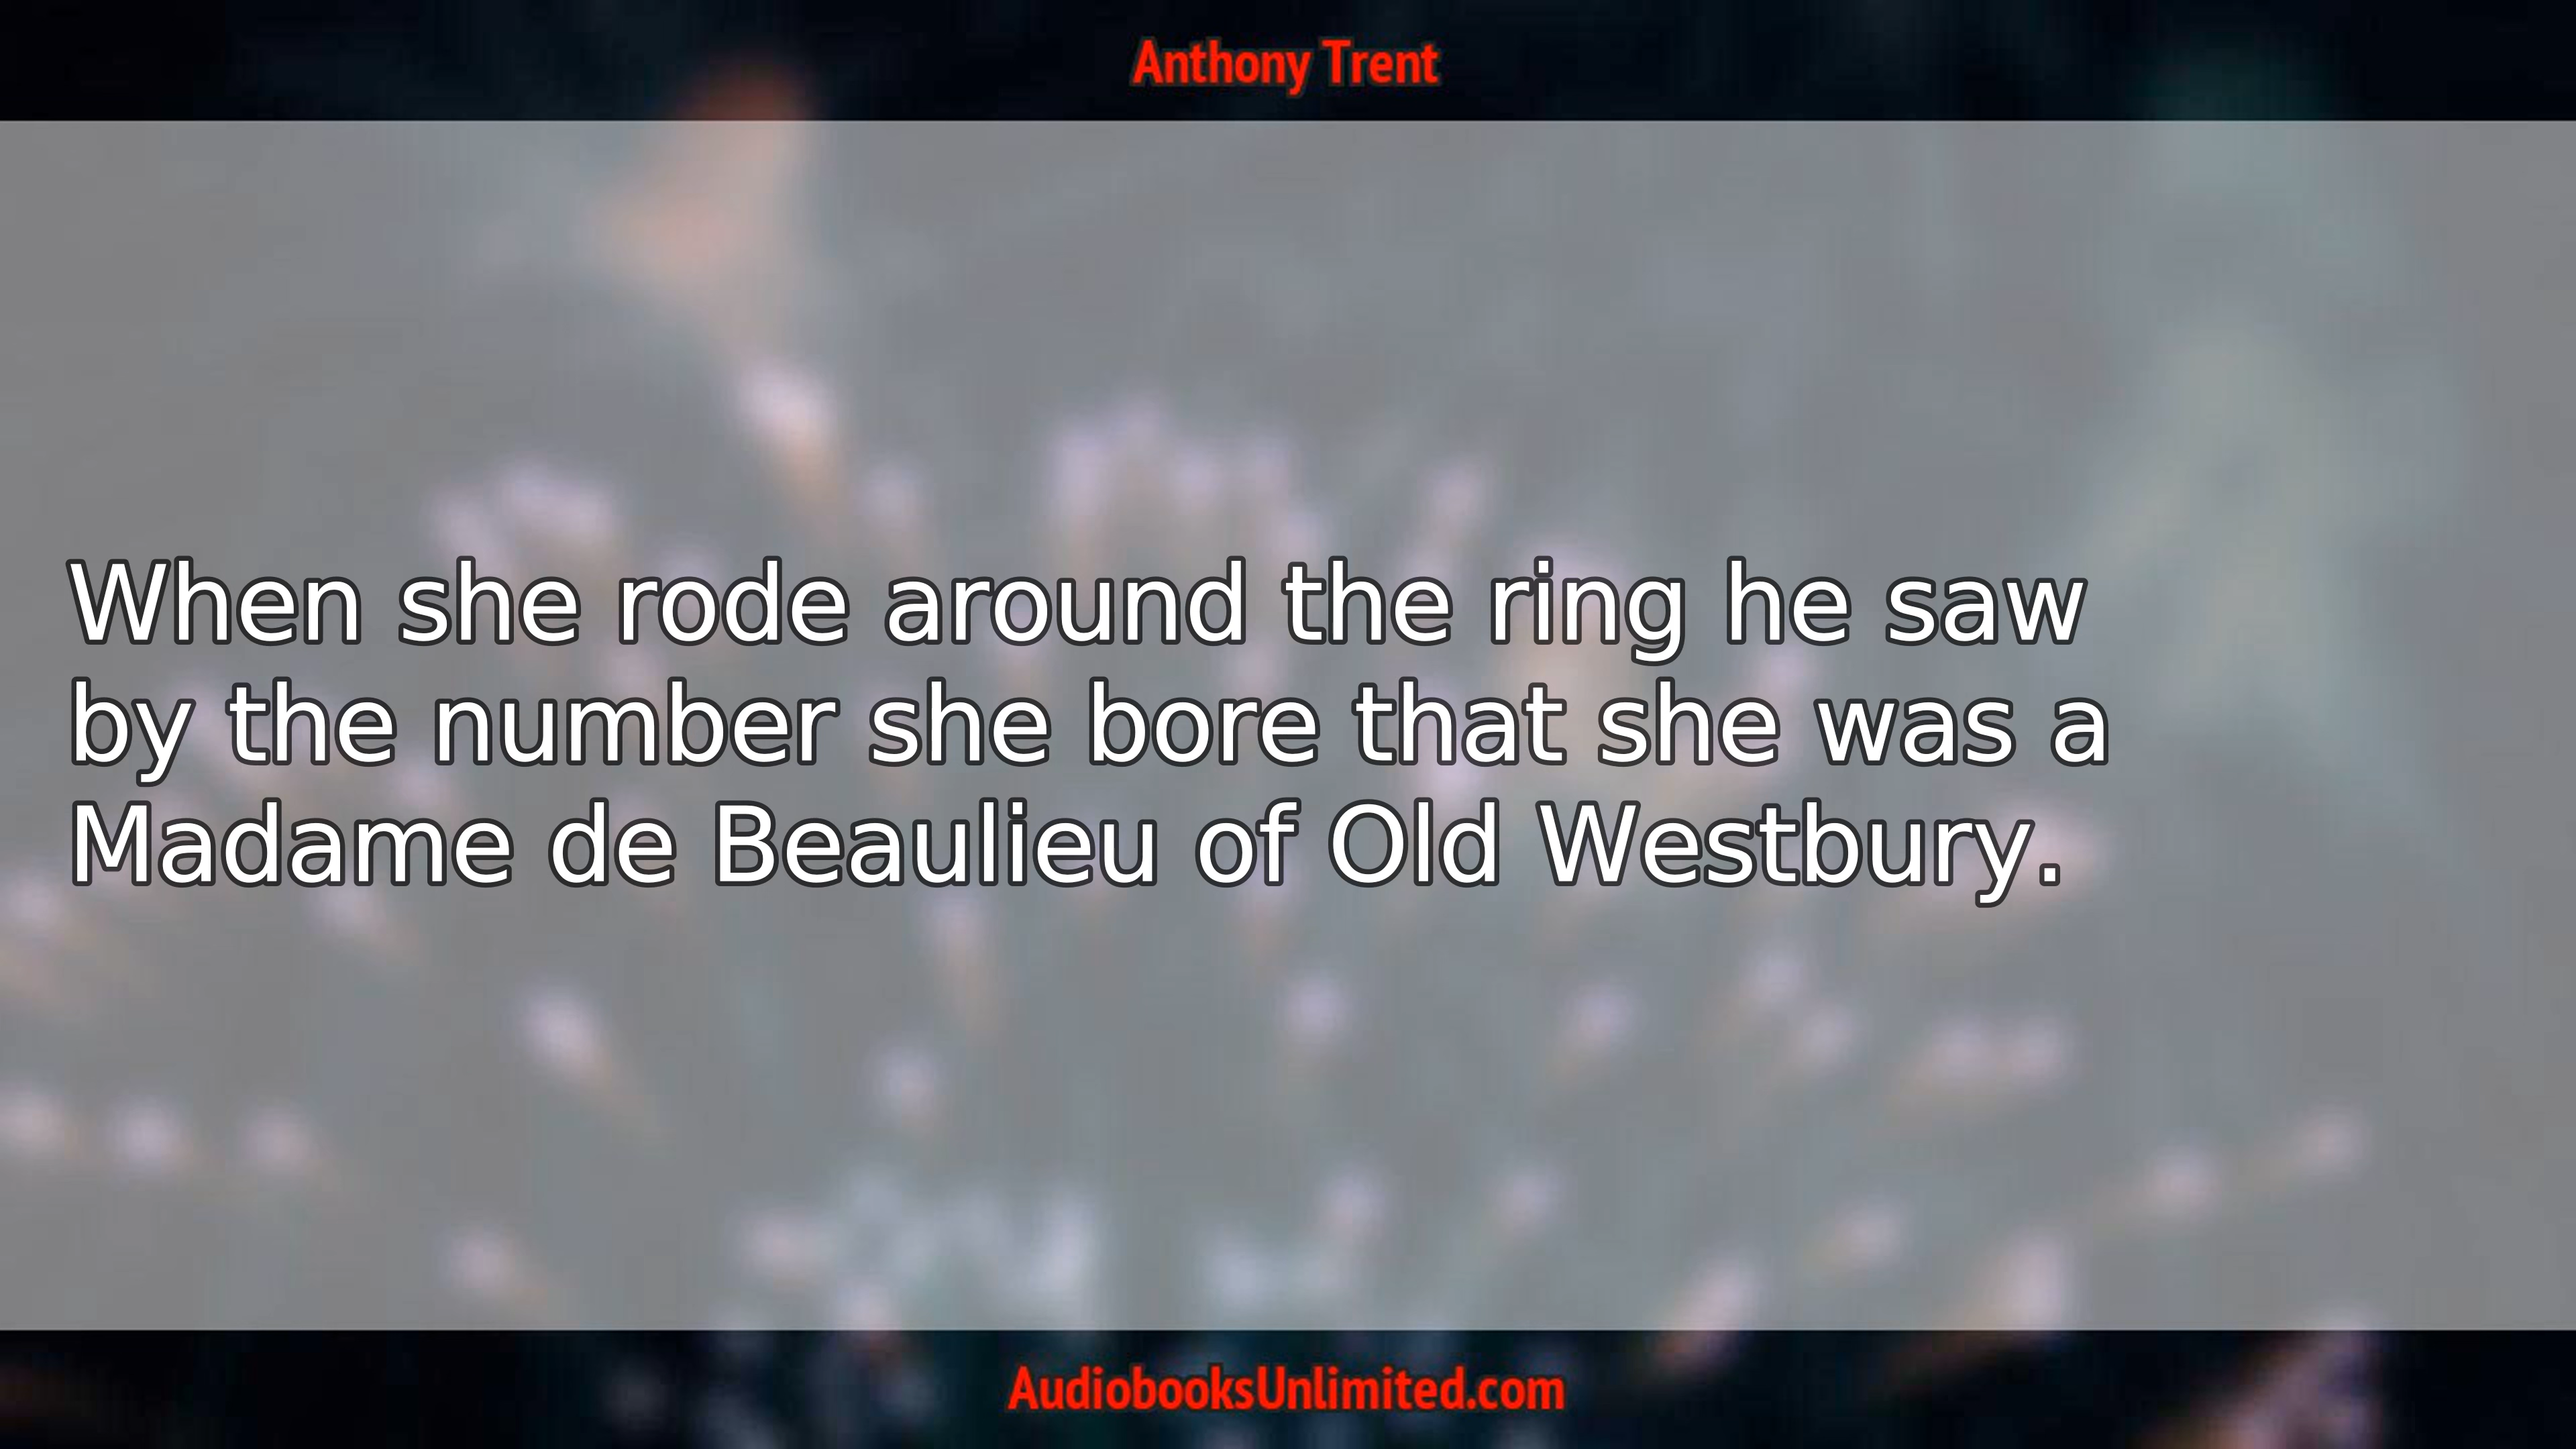 Anthony Trent
When she rode around the ring he saw
by the number she bore that she was a
Madame de Beaulieu of Old Westbury.
AudiobooksUnlimited.com